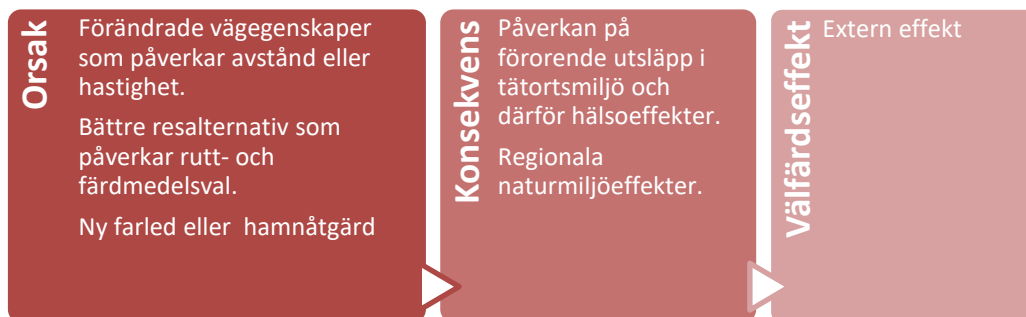 Orsak
Förändrade vägegenskaper
som påverkar avstånd eller
hastighet.
Bättre resalternativ som
påverkar rutt- och
färdmedelsval.
Ny farled eller hamnåtgärd
Konsekvens
Påverkan på
förorende utsläpp i
tätortsmiljö och
därför hälsoeffekter.
Regionala
naturmiljöeffekter.
Välfärdseffekt
Extern effekt